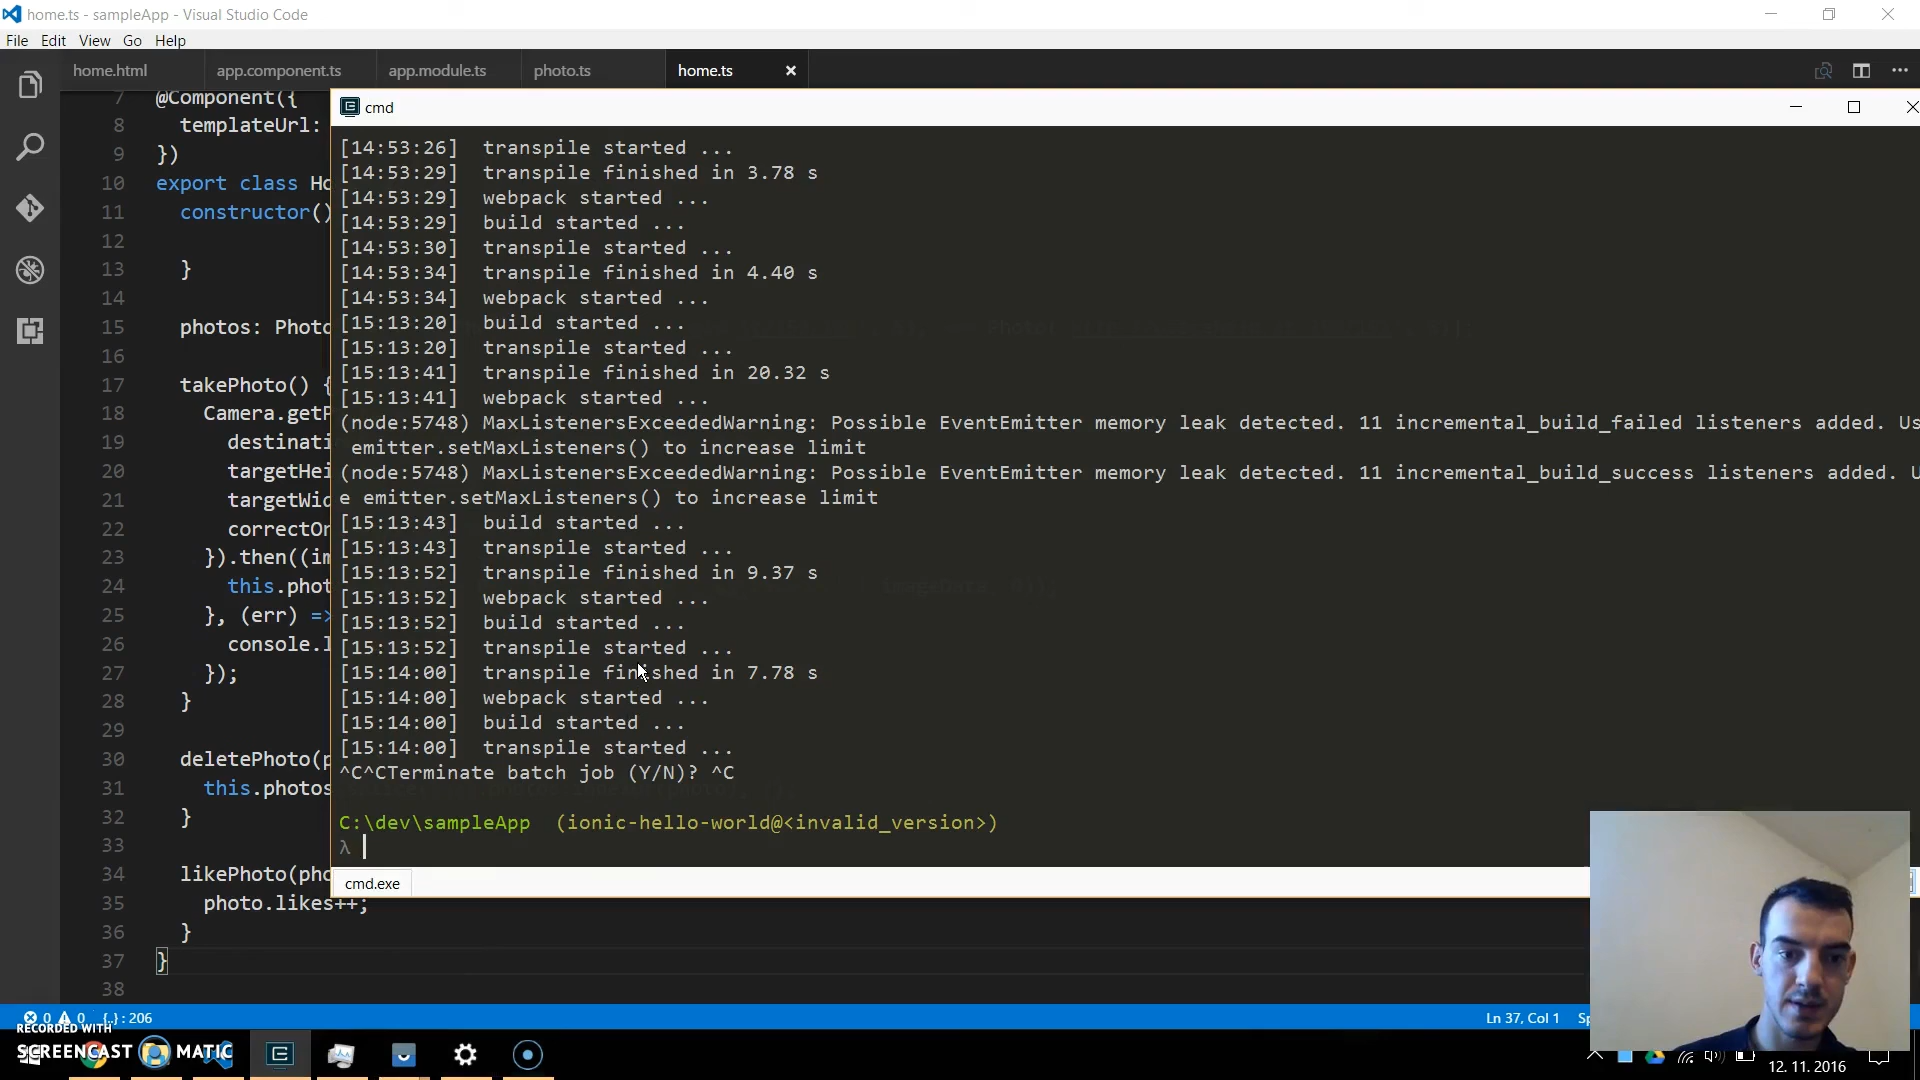 home.ts - sampleApp - Visual Studio Code
File Edit View Go Help
home.html app.component.ts app.module.ts photo.ts home.ts
7 @Component({
8 templateUrl:
9 })
10 export class Ho
11 constructor()
12
13 }
14
15 photos: Photo
16
17 takePhoto() {
18 Camera.getP
19 destinati
20 targetHei
21 targetWid
22 correctOr
23 }).then((im
24 this.phot
25 }, (err) =>
26 console.l
27 });
28 }
29
30 deletePhoto(p
31 this.photos
32 }
33
34 likePhoto(pho
35 photo.likes++;
36 }
37 }
38
cmd
[14:53:26] transpile started ...
[14:53:29] transpile finished in 3.78 s
[14:53:29] webpack started ...
[14:53:29] build started ...
[14:53:30] transpile started ...
[14:53:34] transpile finished in 4.40 s
[14:53:34] webpack started ...
[15:13:20] build started ...
[15:13:20] transpile started ...
[15:13:41] transpile finished in 20.32 s
[15:13:41] webpack started ...
(node:5748) MaxListenersExceededWarning: Possible EventEmitter memory leak detected. 11 incremental_build_failed listeners added. Us
emitter.setMaxListeners() to increase limit
(node:5748) MaxListenersExceededWarning: Possible EventEmitter memory leak detected. 11 incremental_build_success listeners added. U
e emitter.setMaxListeners() to increase limit
[15:13:43] build started ...
[15:13:43] transpile started ...
[15:13:52] transpile finished in 9.37 s
[15:13:52] webpack started ...
[15:13:52] build started ...
[15:13:52] transpile started ...
[15:14:00] transpile finished in 7.78 s
[15:14:00] webpack started ...
[15:14:00] build started ...
[15:14:00] transpile started ...
^C^CTerminate batch job (Y/N)? ^C
C:\dev\sampleApp (ionic-hello-world@<invalid_version>)
λ
cmd.exe
0 0 {..} : 206
Ln 37, Col 1 Sp
RECORDED WITH
SCREENCAST MATIC
12. 11. 2016